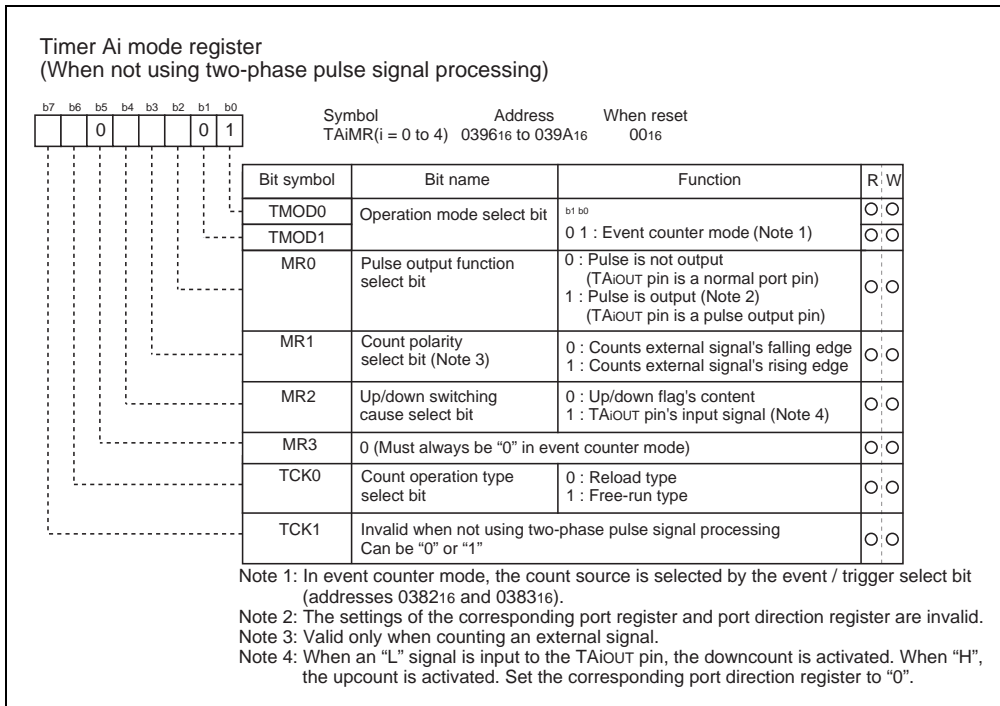 Timer Ai mode register
(When not using two-phase pulse signal processing)
b7 b6 b5 b4 b3 b2 b1 b0
0 0 1
Symbol Address When reset
TAiMR(i = 0 to 4) 039616 to 039A16 0016
Bit symbol Bit name Function R W
TMOD0 Operation mode select bit b1 b0
TMOD1 0 1 : Event counter mode (Note 1)
MR0 Pulse output function 0 : Pulse is not output
select bit (TAiOUT pin is a normal port pin)
1 : Pulse is output (Note 2)
(TAiOUT pin is a pulse output pin)
MR1 Count polarity 0 : Counts external signal's falling edge
select bit (Note 3) 1 : Counts external signal's rising edge
MR2 Up/down switching 0 : Up/down flag's content
cause select bit 1 : TAiOUT pin's input signal (Note 4)
MR3 0 (Must always be “0” in event counter mode)
TCK0 Count operation type 0 : Reload type
select bit 1 : Free-run type
TCK1 Invalid when not using two-phase pulse signal processing
Can be “0” or “1”
Note 1: In event counter mode, the count source is selected by the event / trigger select bit
(addresses 038216 and 038316).
Note 2: The settings of the corresponding port register and port direction register are invalid.
Note 3: Valid only when counting an external signal.
Note 4: When an “L” signal is input to the TAiOUT pin, the downcount is activated. When “H”,
the upcount is activated. Set the corresponding port direction register to “0”.